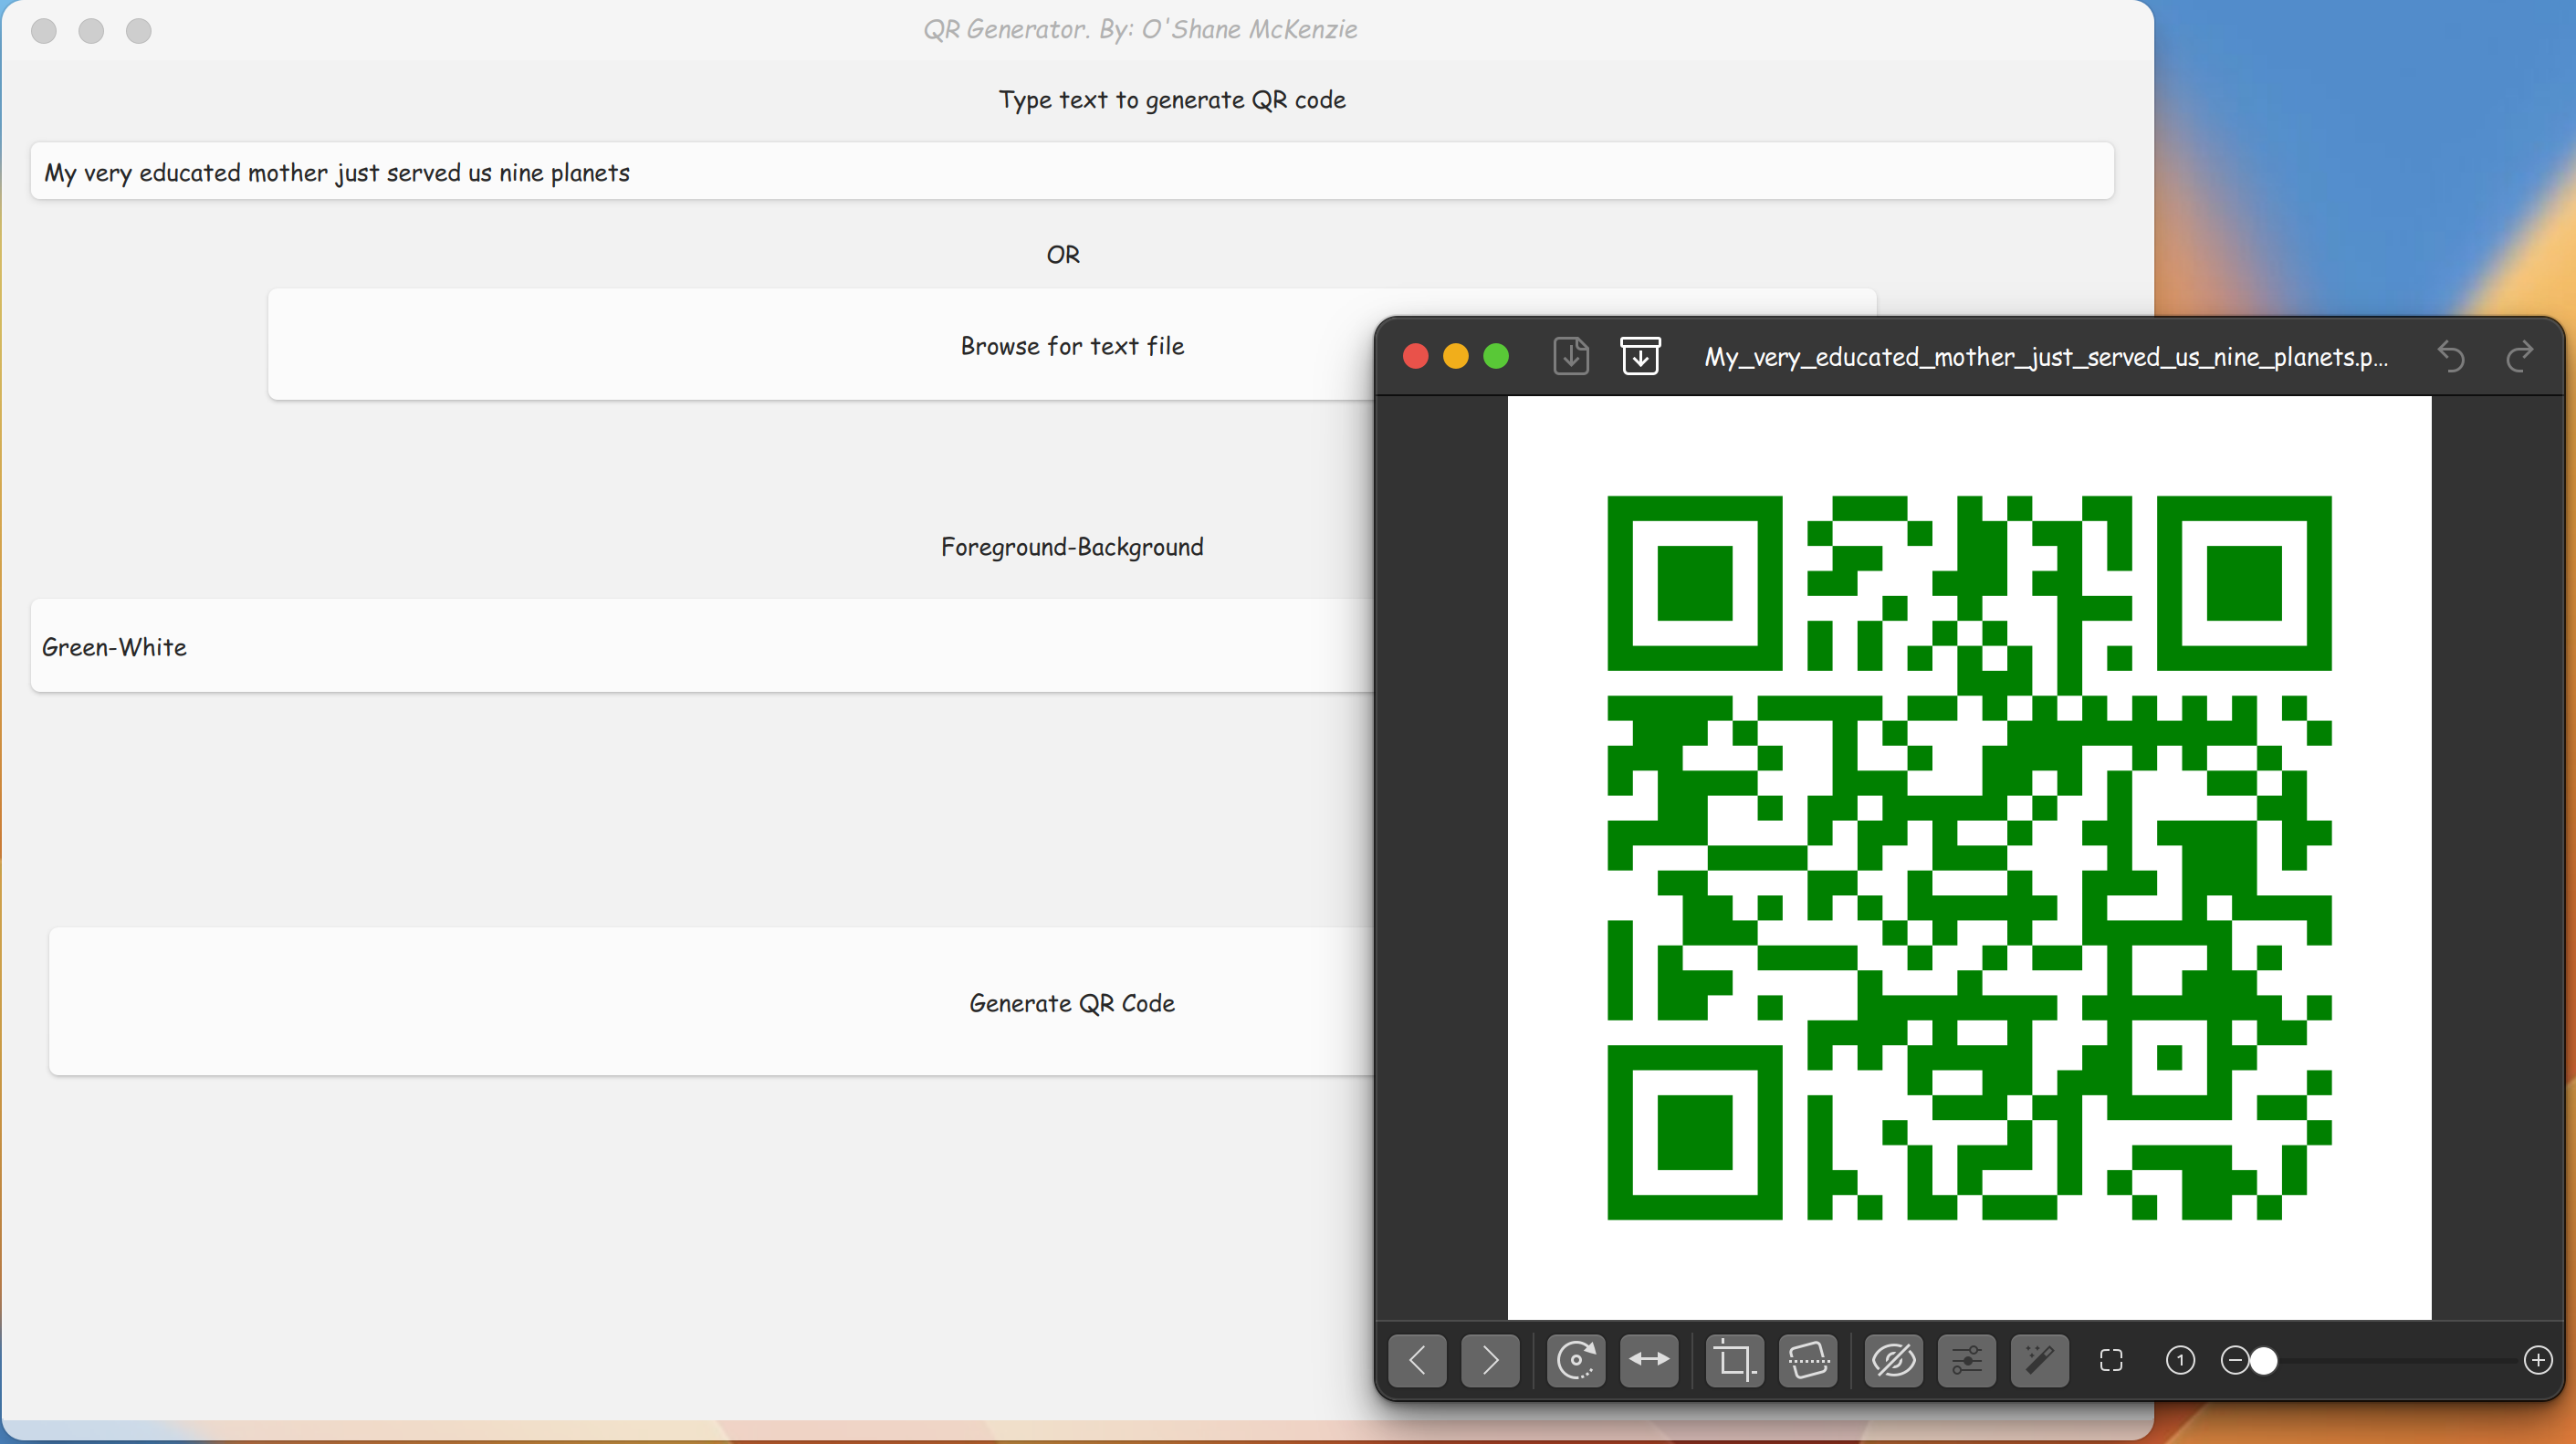 QR Generator. By: O'Shane McKenzie
Type text to generate QR code
My very educated mother just served us nine planets
OR
Browse for text file
My_very_educated_mother_just_served_us_nine_planets.p...
Foreground-Background
Green-White
Generate QR Code
1